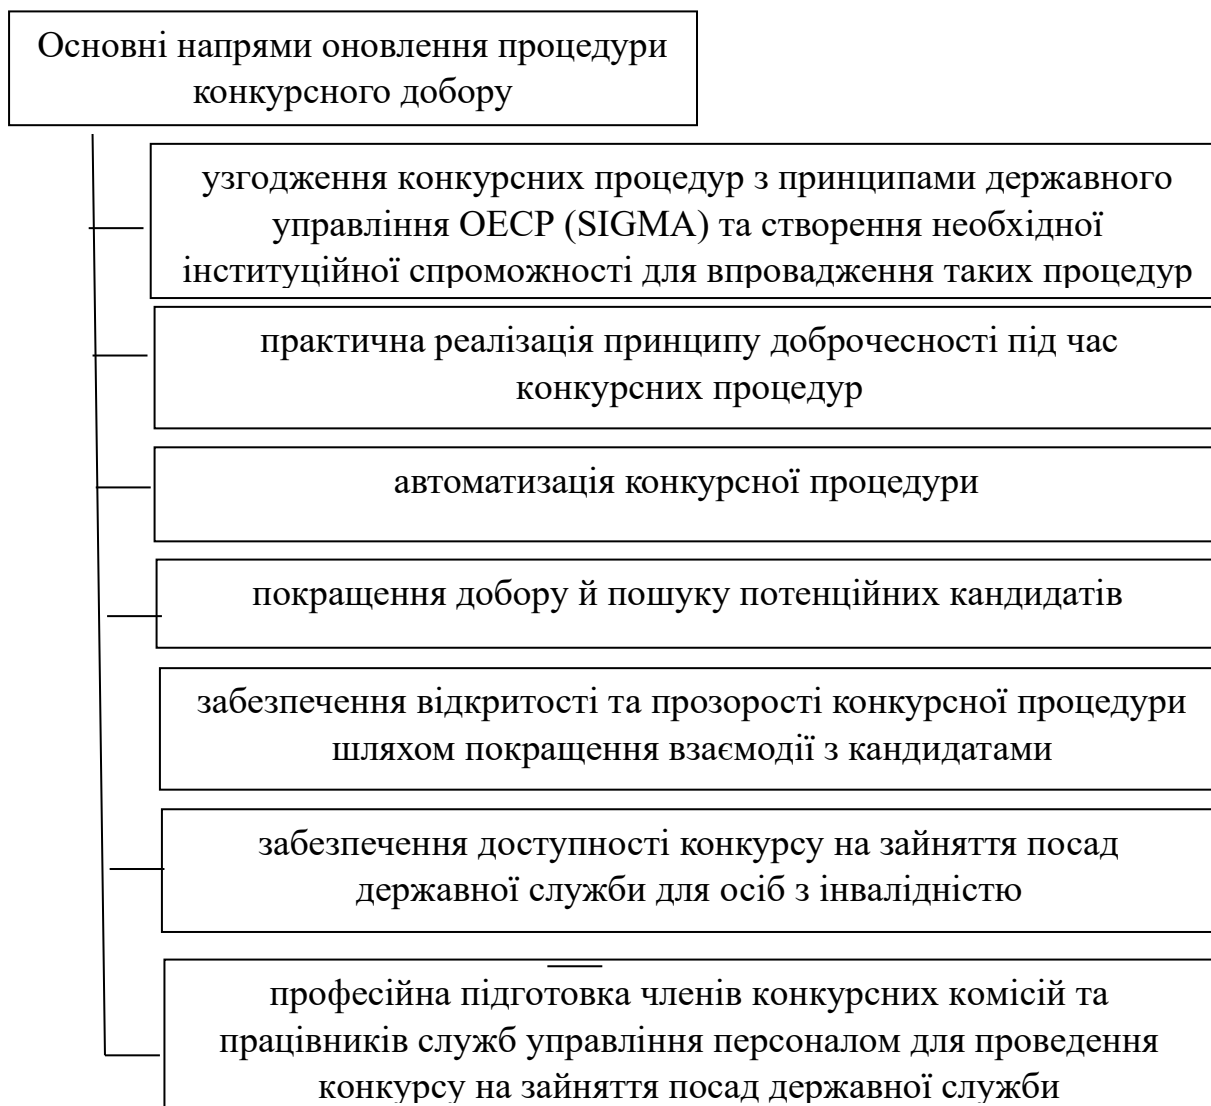 Основні напрями оновлення процедури
конкурсного добору
узгодження конкурсних процедур з принципами державного
управління ОЕСР (SIGMA) та створення необхідної
інституційної спроможності для впровадження таких процедур
практична реалізація принципу доброчесності під час
конкурсних процедур
автоматизація конкурсної процедури
покращення добору й пошуку потенційних кандидатів
забезпечення відкритості та прозорості конкурсної процедури
шляхом покращення взаємодії з кандидатами
забезпечення доступності конкурсу на зайняття посад
державної служби для осіб з інвалідністю
професійна підготовка членів конкурсних комісій та
працівників служб управління персоналом для проведення
конкурсу на зайняття посад державної служби